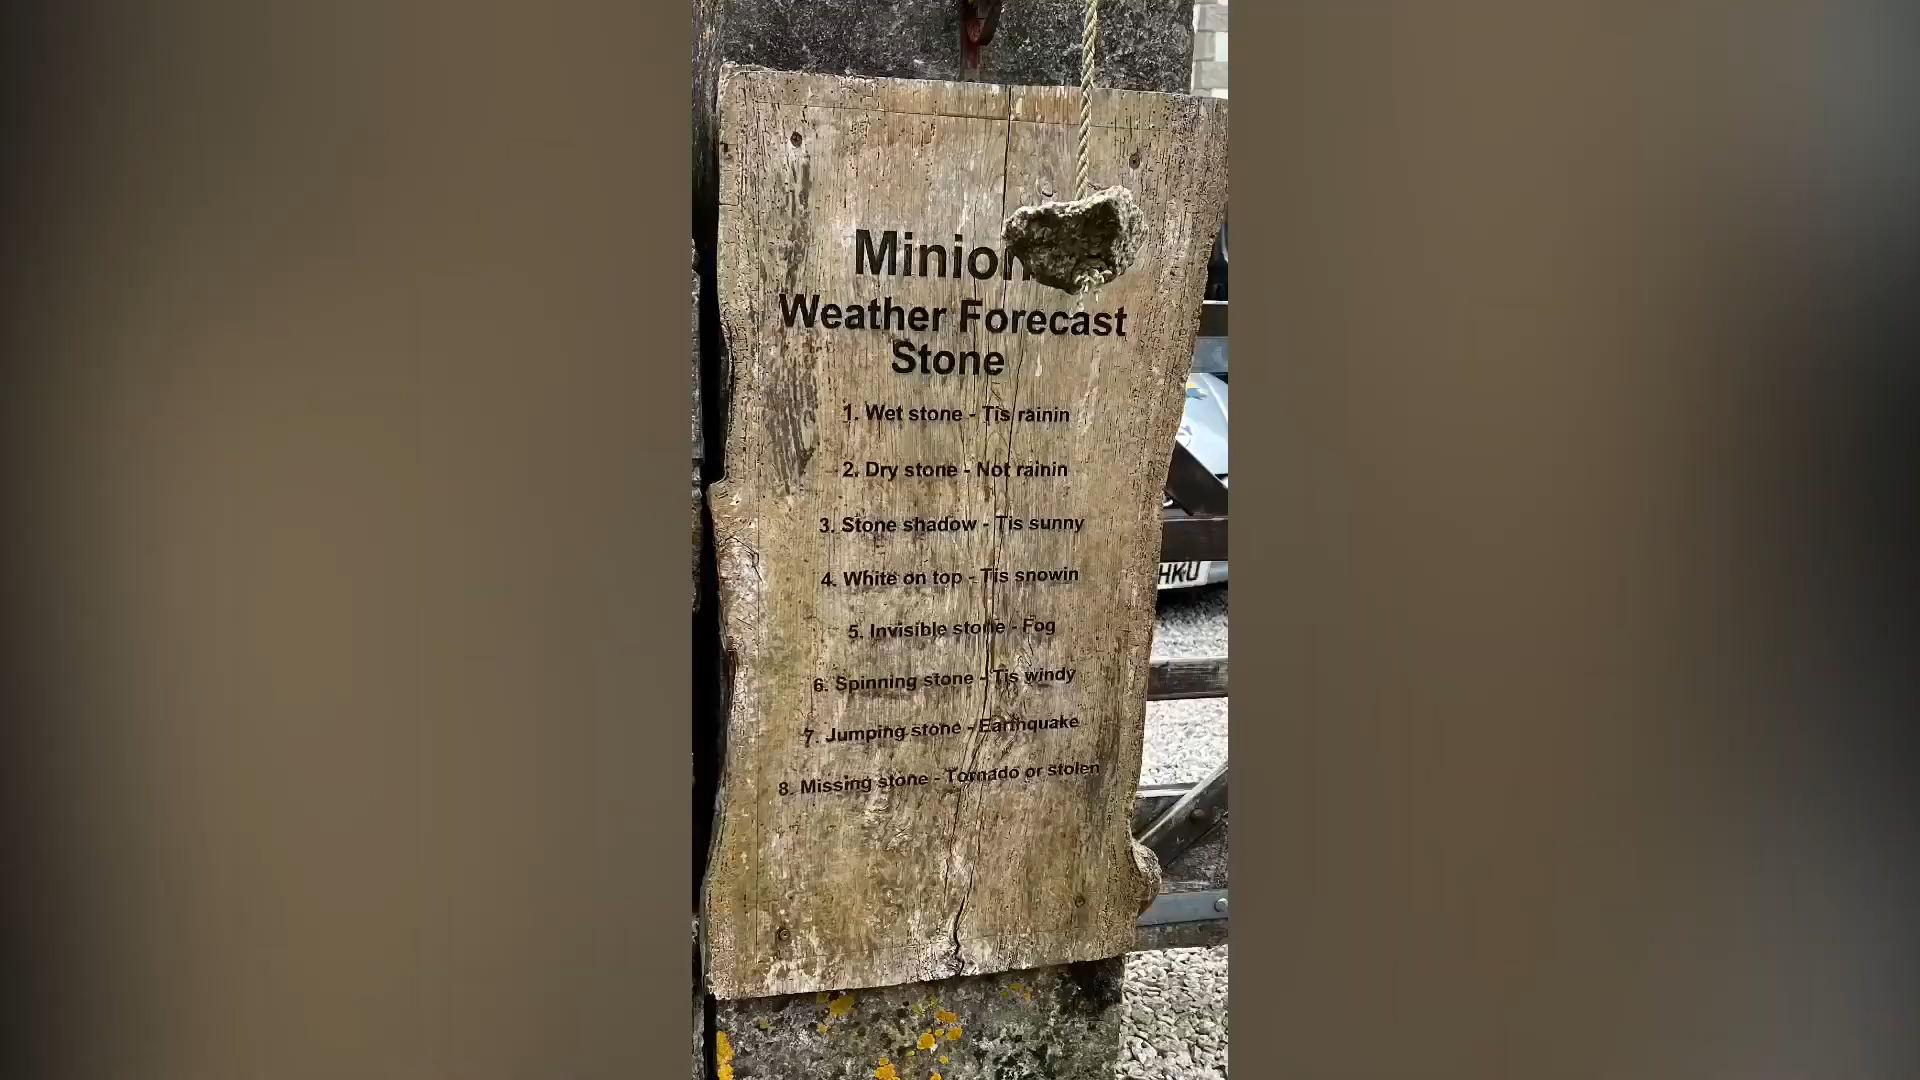 Minion
Weather Forecast
Stone
1. Wet stone - Tis rainin
2. Dry stone - Not rainin
3. Stone shadow - Tis sunny
4. White on top - Tis snowin
5. Invisible stone - Fog
6. Spinning stone - Tis windy
7. Jumping stone - Earthquake
8. Missing stone - Tornado or stolen
HKU